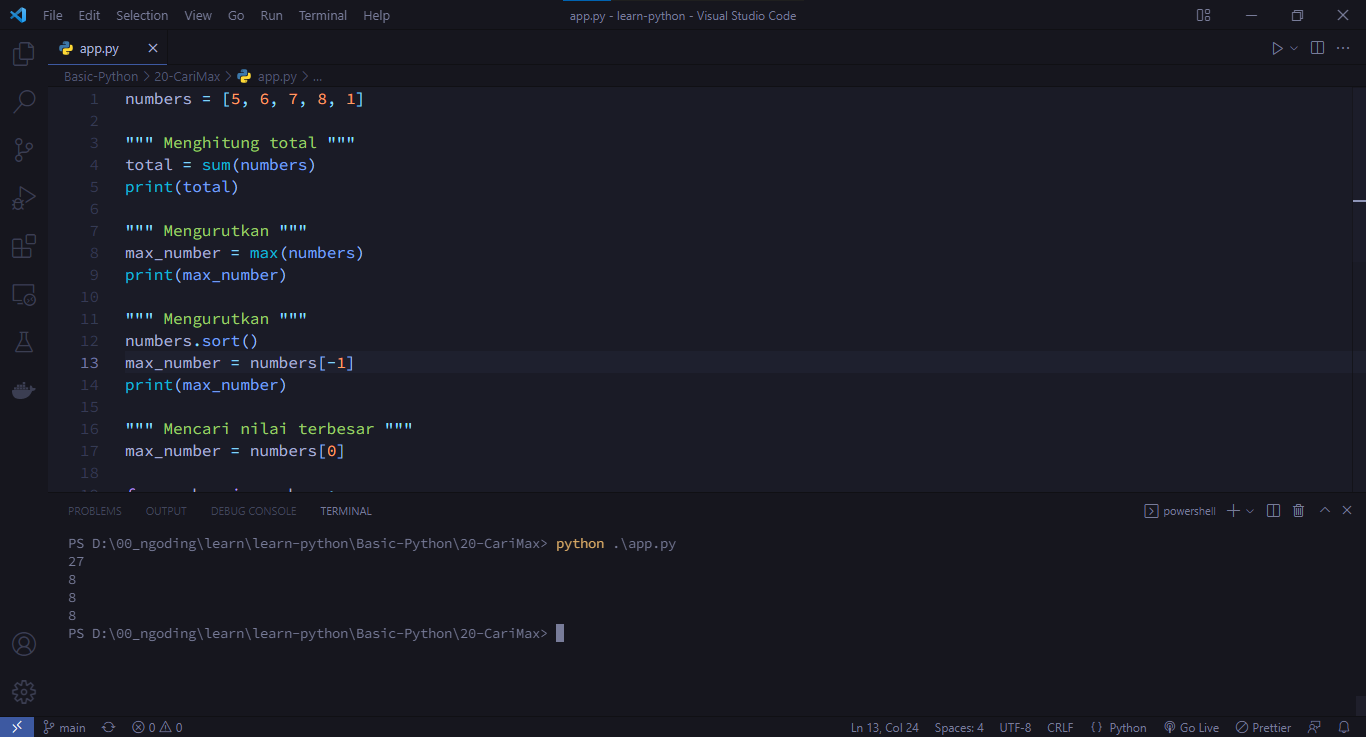 File Edit Selection View Go Run Terminal Help app.py - learn-python - Visual Studio Code
app.py
Basic-Python > 20-CariMax > app.py > ...
1 numbers = [5, 6, 7, 8, 1]
2
3 """ Menghitung total """
4 total = sum(numbers)
5 print(total)
6
7 """ Mengurutkan """
8 max_number = max(numbers)
9 print(max_number)
10
11 """ Mengurutkan """
12 numbers.sort()
13 max_number = numbers[-1]
14 print(max_number)
15
16 """ Mencari nilai terbesar """
17 max_number = numbers[0]
18
PROBLEMS OUTPUT DEBUG CONSOLE TERMINAL powershell
PS D:\00_ngoding\learn\learn-python\Basic-Python\20-CariMax> python .\app.py
27
8
8
8
PS D:\00_ngoding\learn\learn-python\Basic-Python\20-CariMax>
main 0 0 Ln 13, Col 24 Spaces: 4 UTF-8 CRLF { } Python Go Live Prettier